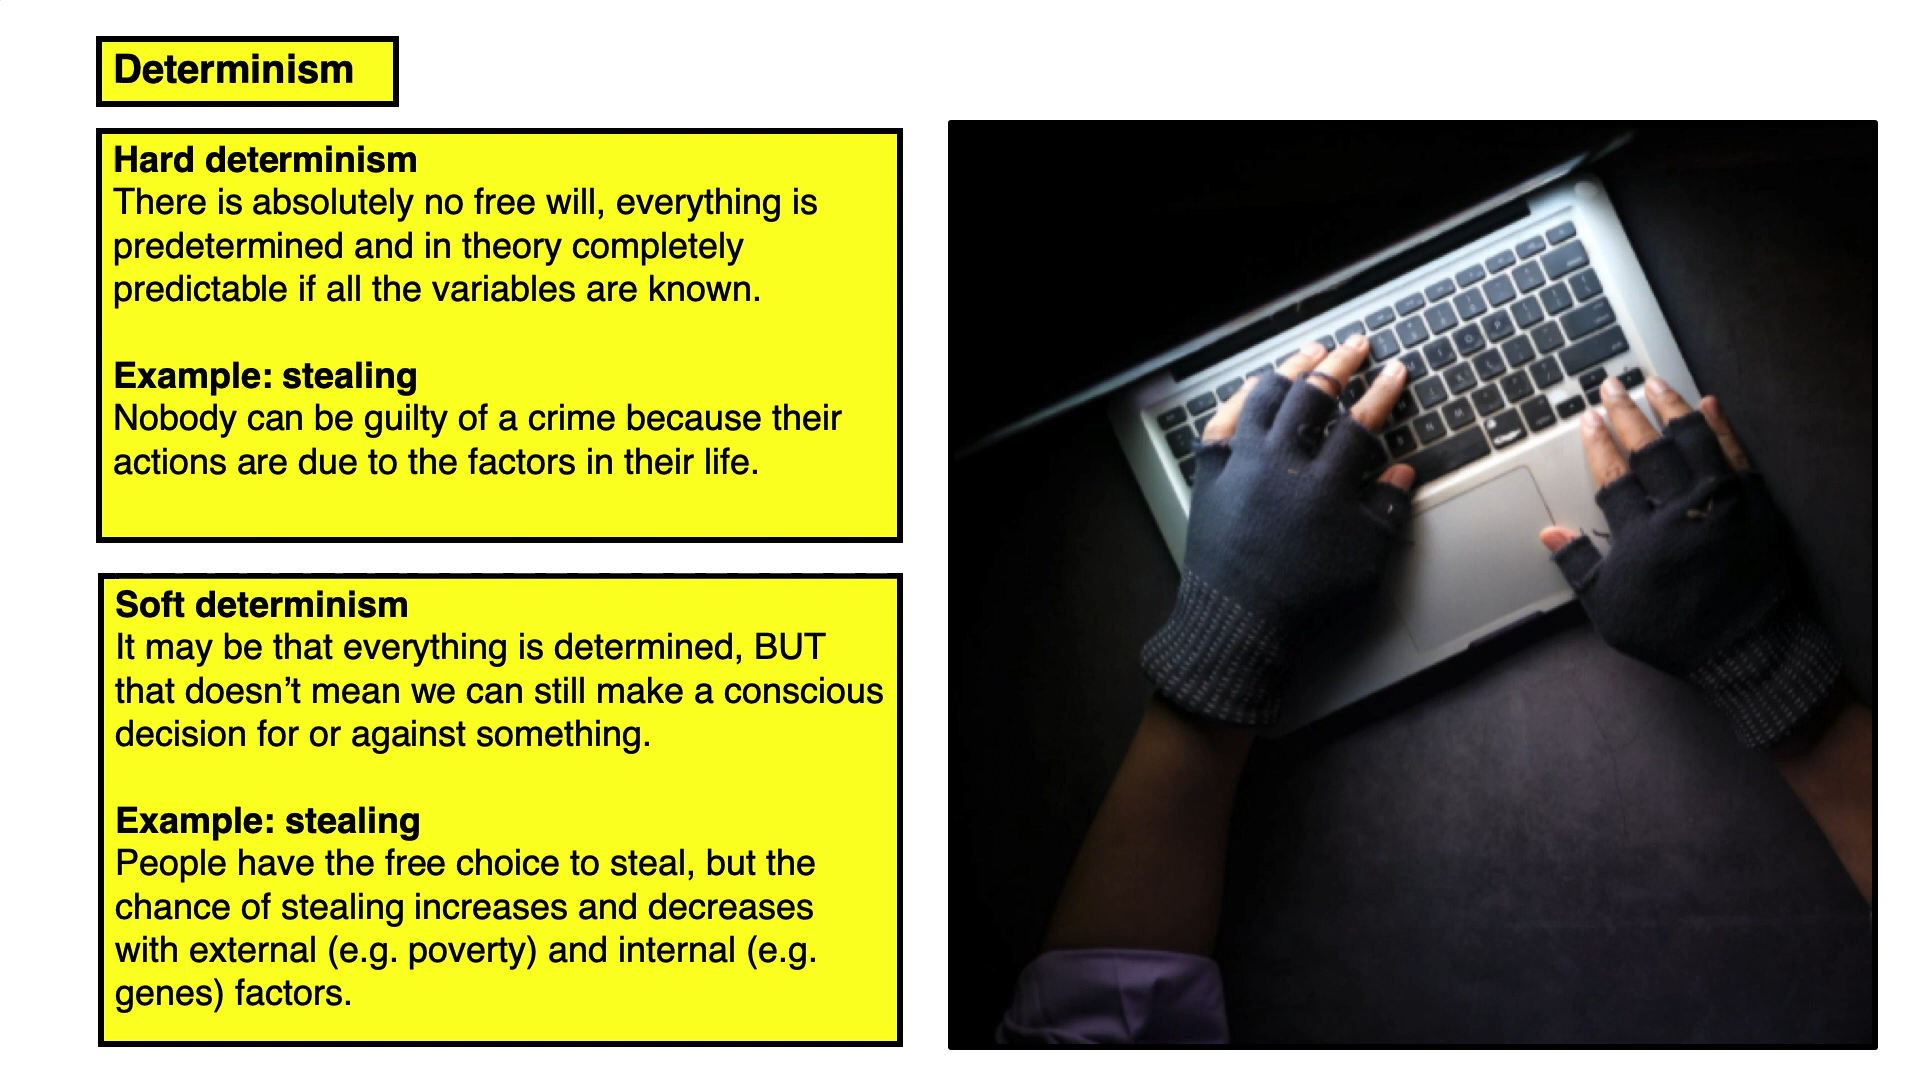 Determinism
Hard determinism
There is absolutely no free will, everything is
predetermined and in theory completely
predictable if all the variables are known.
Example: stealing
Nobody can be guilty of a crime because their
actions are due to the factors in their life.
Soft determinism
It may be that everything is determined, BUT
that doesn’t mean we can still make a conscious
decision for or against something.
Example: stealing
People have the free choice to steal, but the
chance of stealing increases and decreases
with external (e.g. poverty) and internal (e.g.
genes) factors.